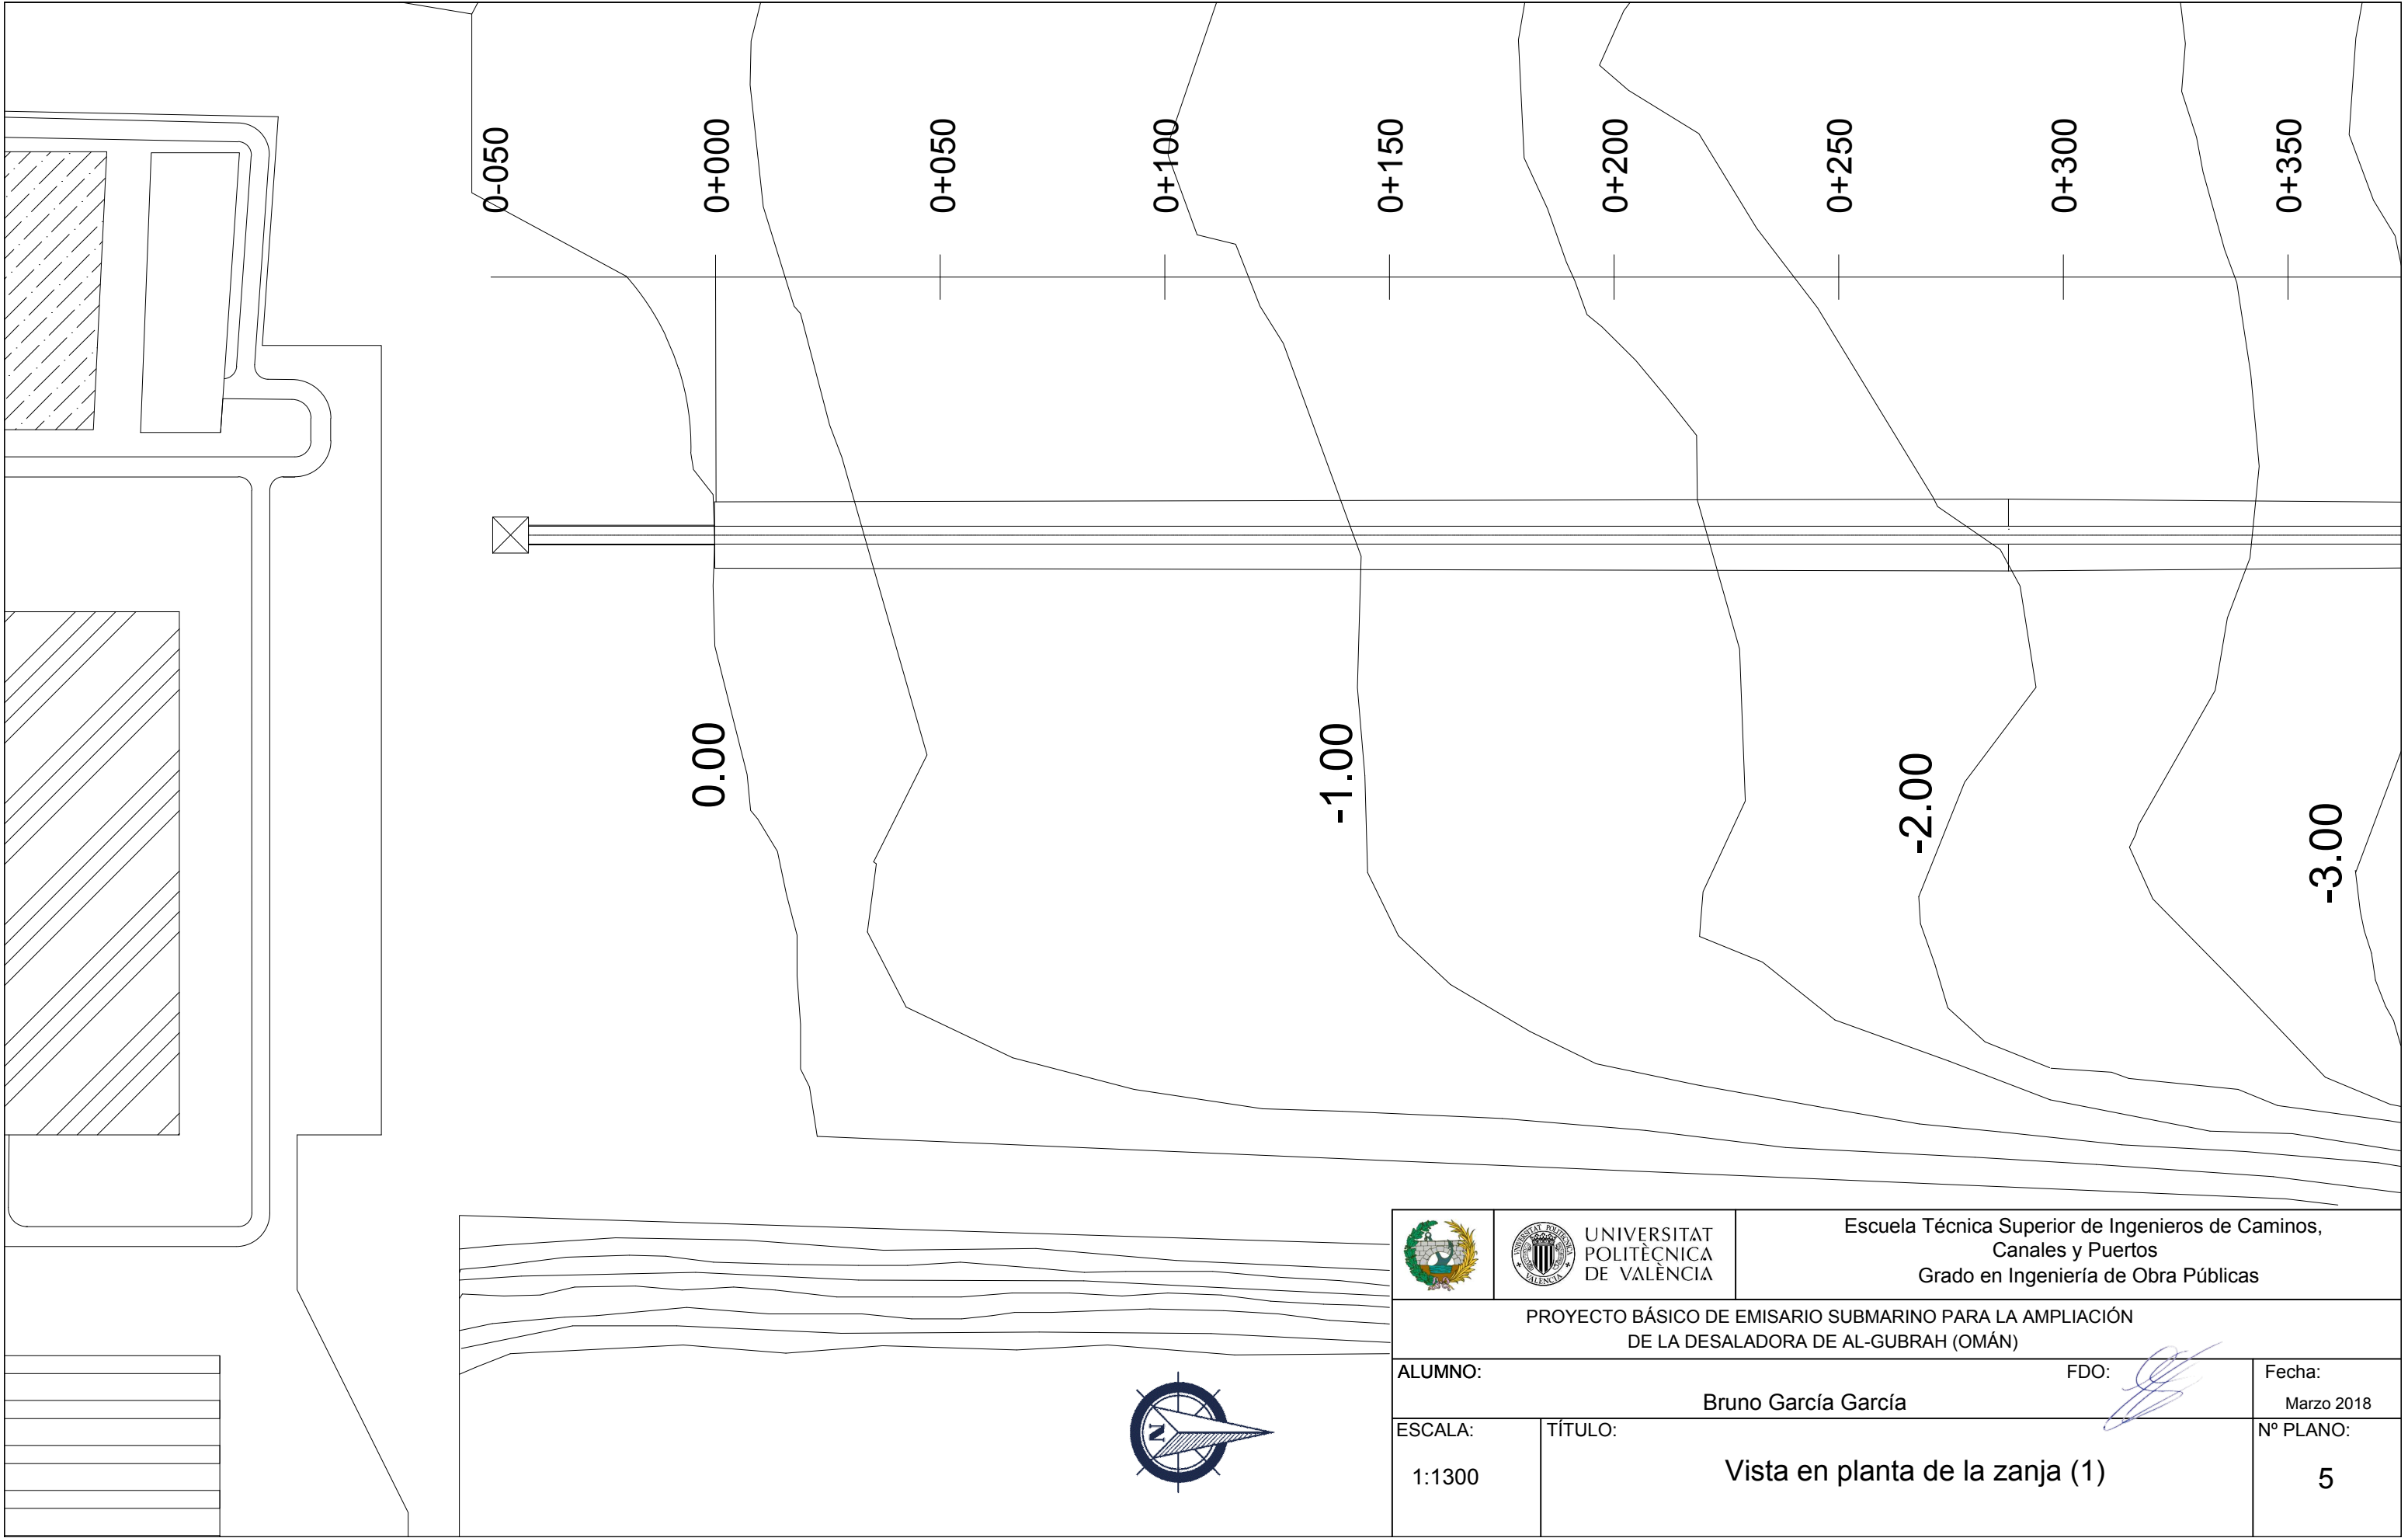 0-050
0+000
0+050
0+100
0+150
0+200
0+250
0+300
0+350
0.00
-1.00
-2.00
-3.00
N
UNIVERSITAT
POLITÈCNICA
DE VALÈNCIA
Escuela Técnica Superior de Ingenieros de Caminos,
Canales y Puertos
Grado en Ingeniería de Obra Públicas
PROYECTO BÁSICO DE EMISARIO SUBMARINO PARA LA AMPLIACIÓN
DE LA DESALADORA DE AL-GUBRAH (OMÁN)
ALUMNO:
Bruno García García
FDO:
Fecha:
Marzo 2018
ESCALA:
1:1300
TÍTULO:
Vista en planta de la zanja (1)
Nº PLANO:
5